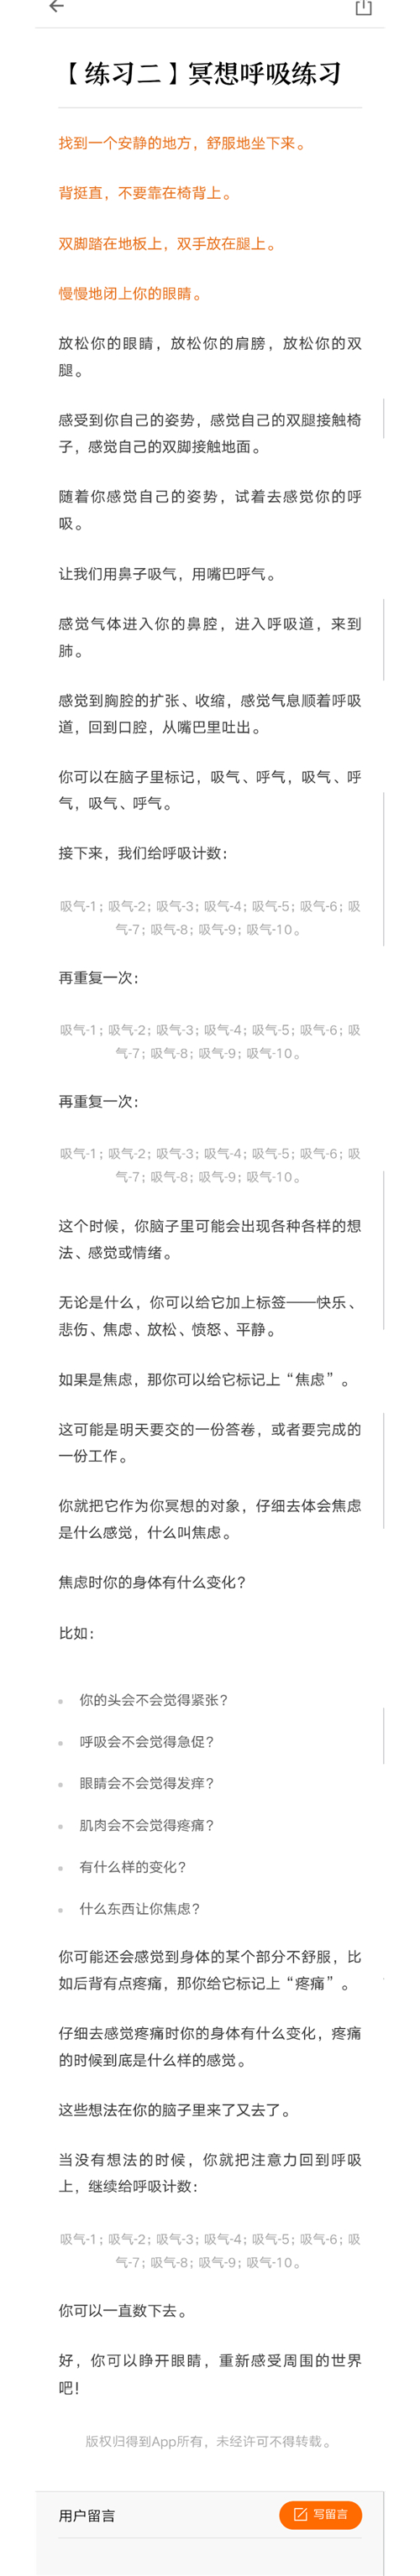 【练习二】冥想呼吸练习
找到一个安静的地方，舒服地坐下来。
背挺直，不要靠在椅背上。
双脚踏在地板上，双手放在腿上。
慢慢地闭上你的眼睛。
放松你的眼睛，放松你的肩膀，放松你的双
腿。
感受到你自己的姿势，感觉自己的双腿接触椅
子，感觉自己的双脚接触地面。
随着你感觉自己的姿势，试着去感觉你的呼
吸。
让我们用鼻子吸气，用嘴巴呼气。
感觉气体进入你的鼻腔，进入呼吸道，来到
肺。
感觉到胸腔的扩张、收缩，感觉气息顺着呼吸
道，回到口腔，从嘴巴里吐出。
你可以在脑子里标记，吸气、呼气，吸气、呼
气，吸气、呼气。
接下来，我们给呼吸计数：
吸气-1；吸气-2；吸气-3；吸气-4；吸气-5；吸气-6；吸
气-7；吸气-8；吸气-9；吸气-10。
再重复一次：
吸气-1；吸气-2；吸气-3；吸气-4；吸气-5；吸气-6；吸
气-7；吸气-8；吸气-9；吸气-10。
再重复一次：
吸气-1；吸气-2；吸气-3；吸气-4；吸气-5；吸气-6；吸
气-7；吸气-8；吸气-9；吸气-10。
这个时候，你脑子里可能会出现各种各样的想
法、感觉或情绪。
无论是什么，你可以给它加上标签——快乐、
悲伤、焦虑、放松、愤怒、平静。
如果是焦虑，那你可以给它标记上“焦虑”。
这可能是明天要交的一份答卷，或者要完成的
一份工作。
你就把它作为你冥想的对象，仔细去体会焦虑
是什么感觉，什么叫焦虑。
焦虑时你的身体有什么变化？
比如：
你的头会不会觉得紧张？
呼吸会不会觉得急促？
眼睛会不会觉得发痒？
肌肉会不会觉得疼痛？
有什么样的变化？
什么东西让你焦虑？
你可能还会感觉到身体的某个部分不舒服，比
如后背有点疼痛，那你给它标记上“疼痛”。
仔细去感觉疼痛时你的身体有什么变化，疼痛
的时候到底是什么样的感觉。
这些想法在你的脑子里来了又去了。
当没有想法的时候，你就把注意力回到呼吸
上，继续给呼吸计数：
吸气-1；吸气-2；吸气-3；吸气-4；吸气-5；吸气-6；吸
气-7；吸气-8；吸气-9；吸气-10。
你可以一直数下去。
好，你可以睁开眼睛，重新感受周围的世界
吧！
版权归得到App所有，未经许可不得转载。
用户留言
写留言